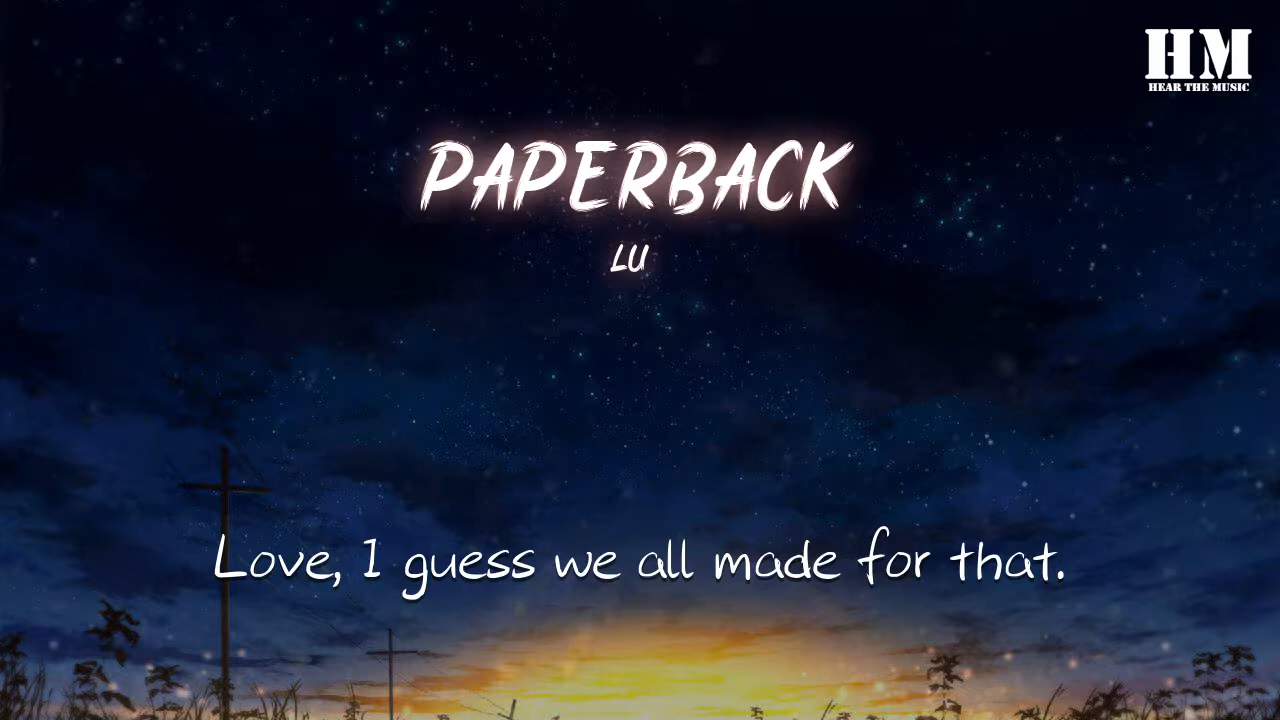 HM
HEAR THE MUSIC
PAPERBACK
LU
Love, I guess we all made for that.